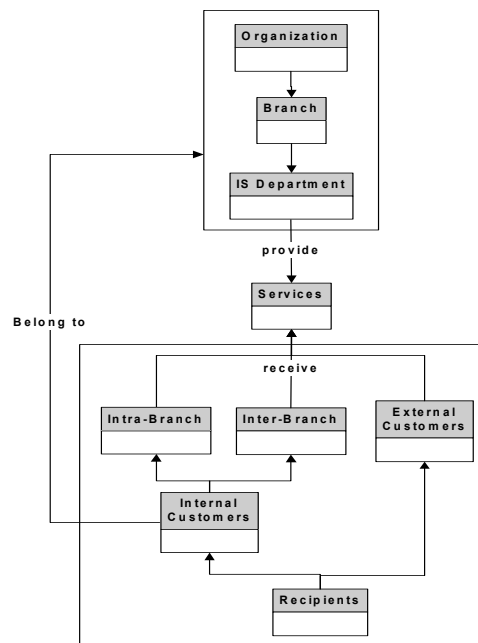 Organization
Branch
IS Department
provide
Services
Belong to
receive
Intra-Branch
Inter-Branch
External
Customers
Internal
Customers
Recipients